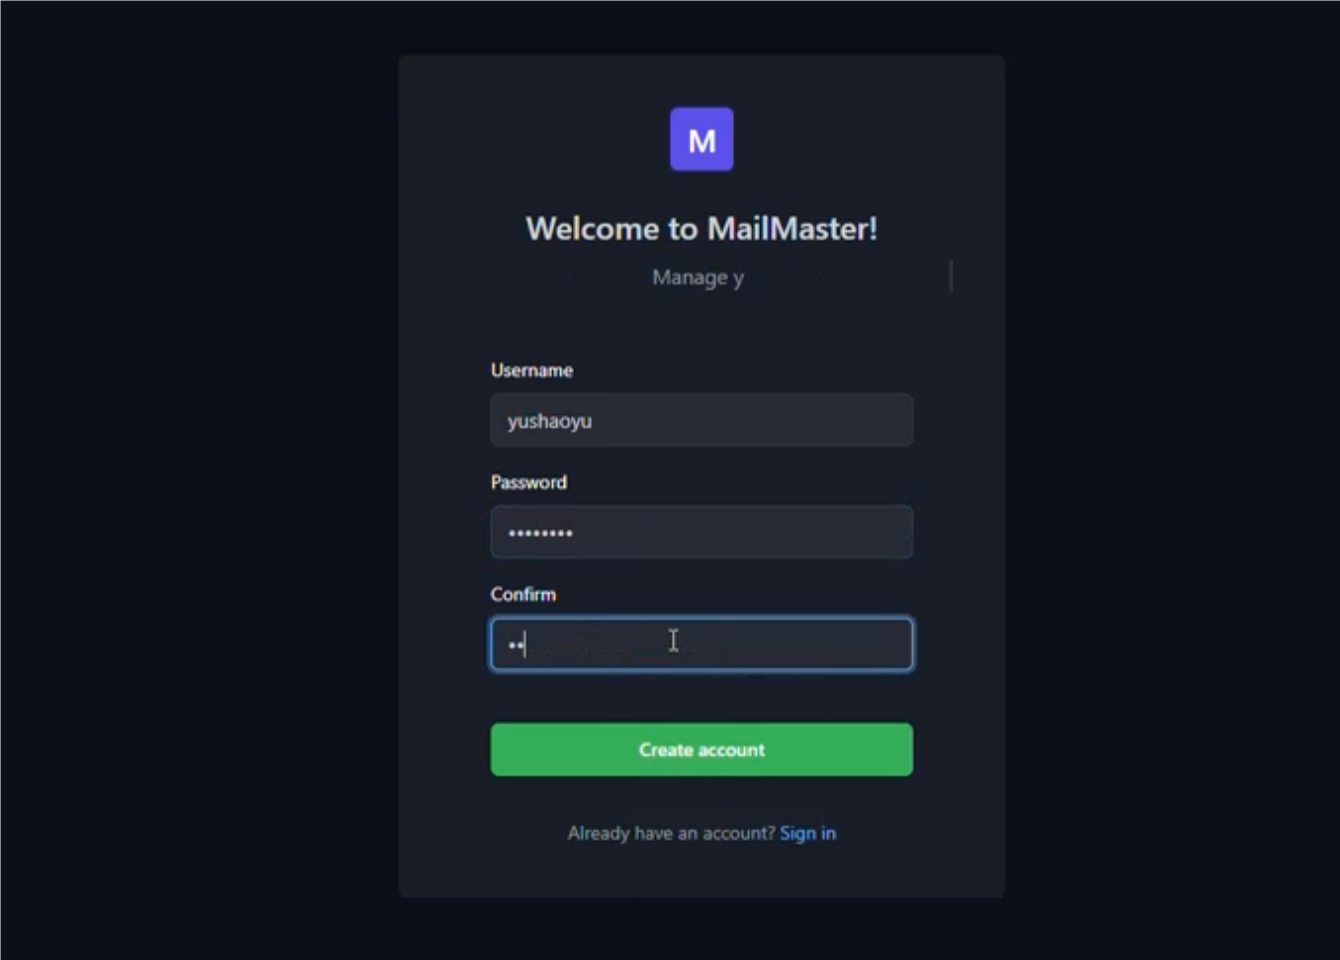 M
Welcome to MailMaster!
Manage y
Username
yushaoyu
Password
••••••••
Confirm
••
Create account
Already have an account? Sign in